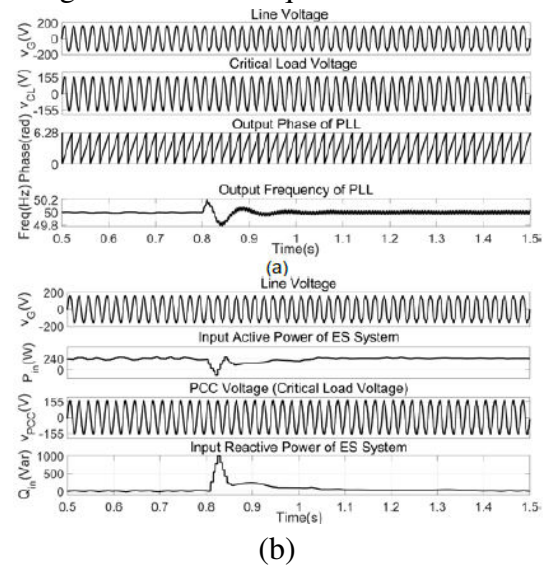 Line Voltage
200
0
-200
v_G(V)
Critical Load Voltage
155
0
-155
v_CL(V)
Output Phase of PLL
6.28
0
Phase(rad)
Output Frequency of PLL
50.2
50
49.8
Freq(Hz)
0.5 0.6 0.7 0.8 0.9 1 1.1 1.2 1.3 1.4 1.5
Time(s)
(a)
Line Voltage
200
0
-200
v_G(V)
Input Active Power of ES System
240
0
P_in(W)
PCC Voltage (Critical Load Voltage)
155
0
-155
v_PCC(V)
Input Reactive Power of ES System
1000
500
0
Q_in(Var)
0.5 0.6 0.7 0.8 0.9 1 1.1 1.2 1.3 1.4 1.5
Time(s)
(b)